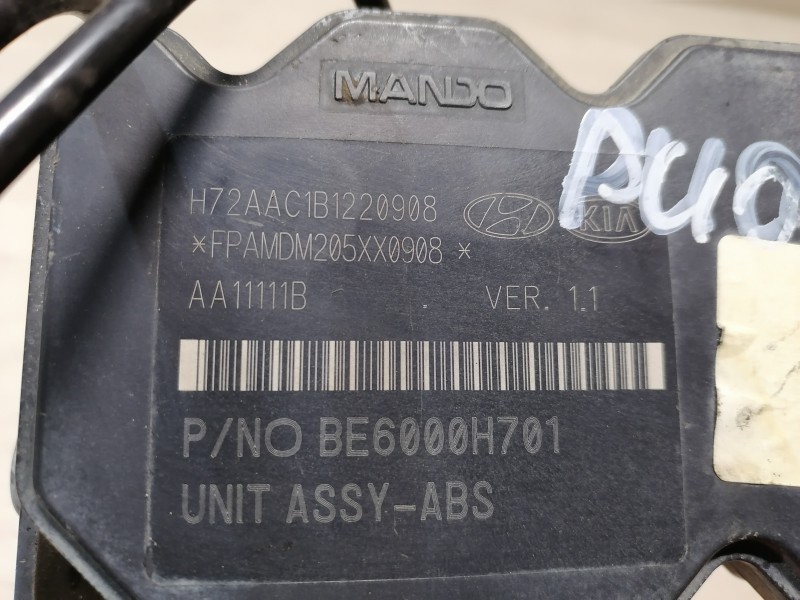 MANDO
H72AAC1B1220908
KIA
*FPAMDM205XX0908 *
AA11111B VER. 1.1
P/NO BE6000H701
UNIT ASSY-ABS